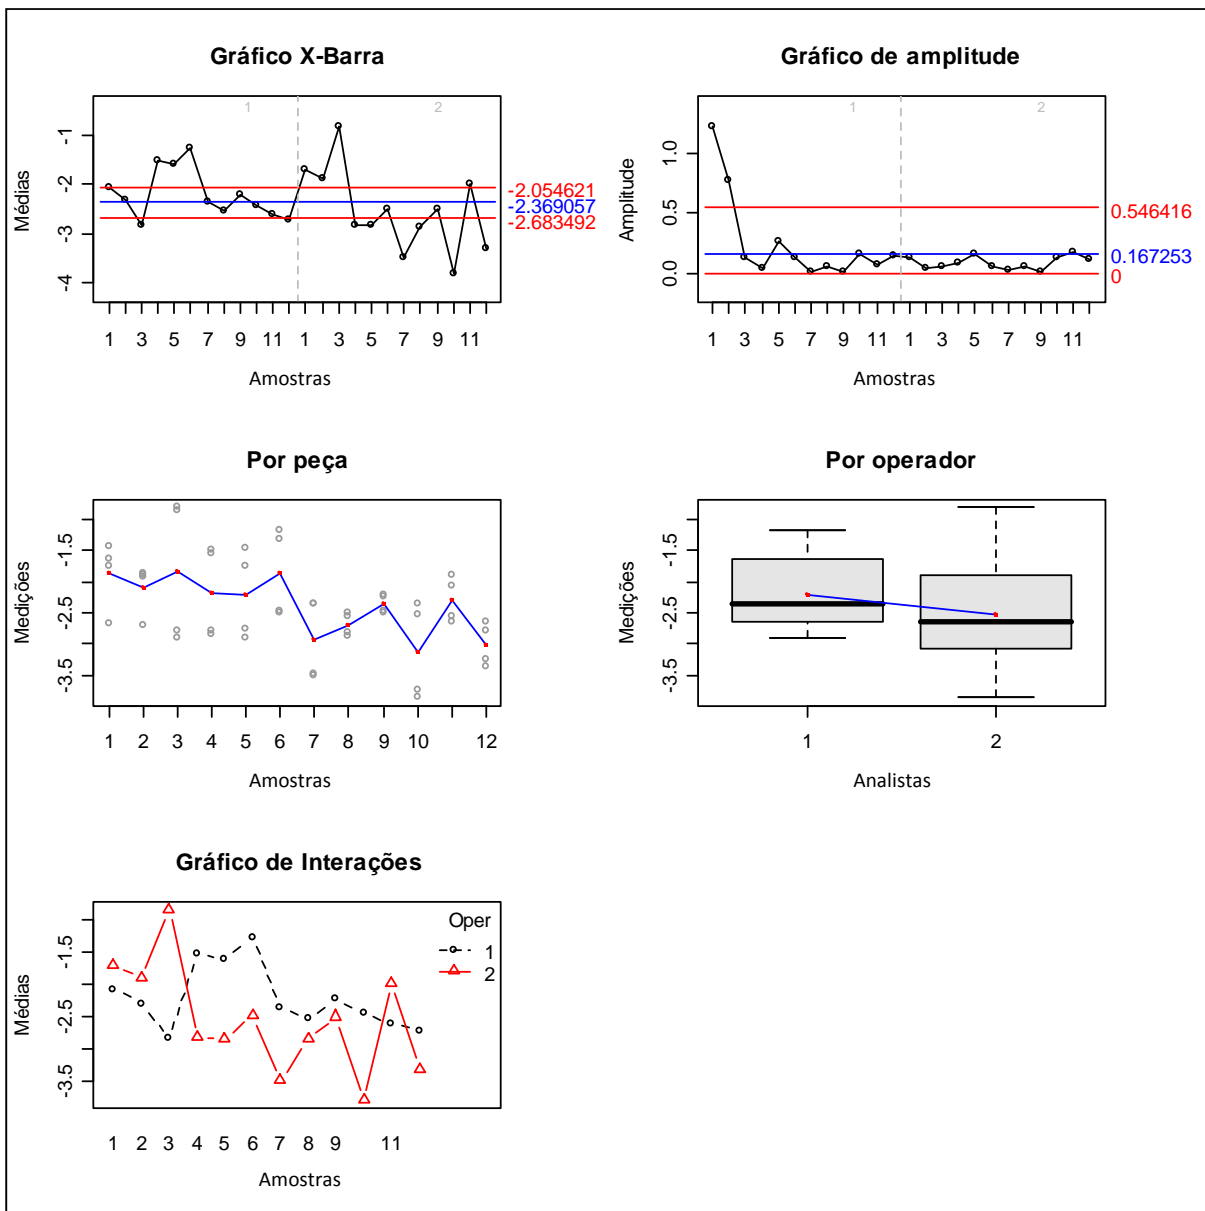 Gráfico X-Barra
1 2
Médias
-1
-2
-3
-4
-2.054621
-2.369057
-2.683492
1 3 5 7 9 11 1 3 5 7 9 11
Amostras
Gráfico de amplitude
1 2
Amplitude
1.0
0.5
0.0
0.546416
0.167253
0
1 3 5 7 9 11 1 3 5 7 9 11
Amostras
Por peça
Medições
-1.5
-2.5
-3.5
1 2 3 4 5 6 7 8 9 10 12
Amostras
Por operador
Medições
-1.5
-2.5
-3.5
1 2
Analistas
Gráfico de Interações
Médias
-1.5
-2.5
-3.5
Oper
1
2
1 2 3 4 5 6 7 8 9 11
Amostras